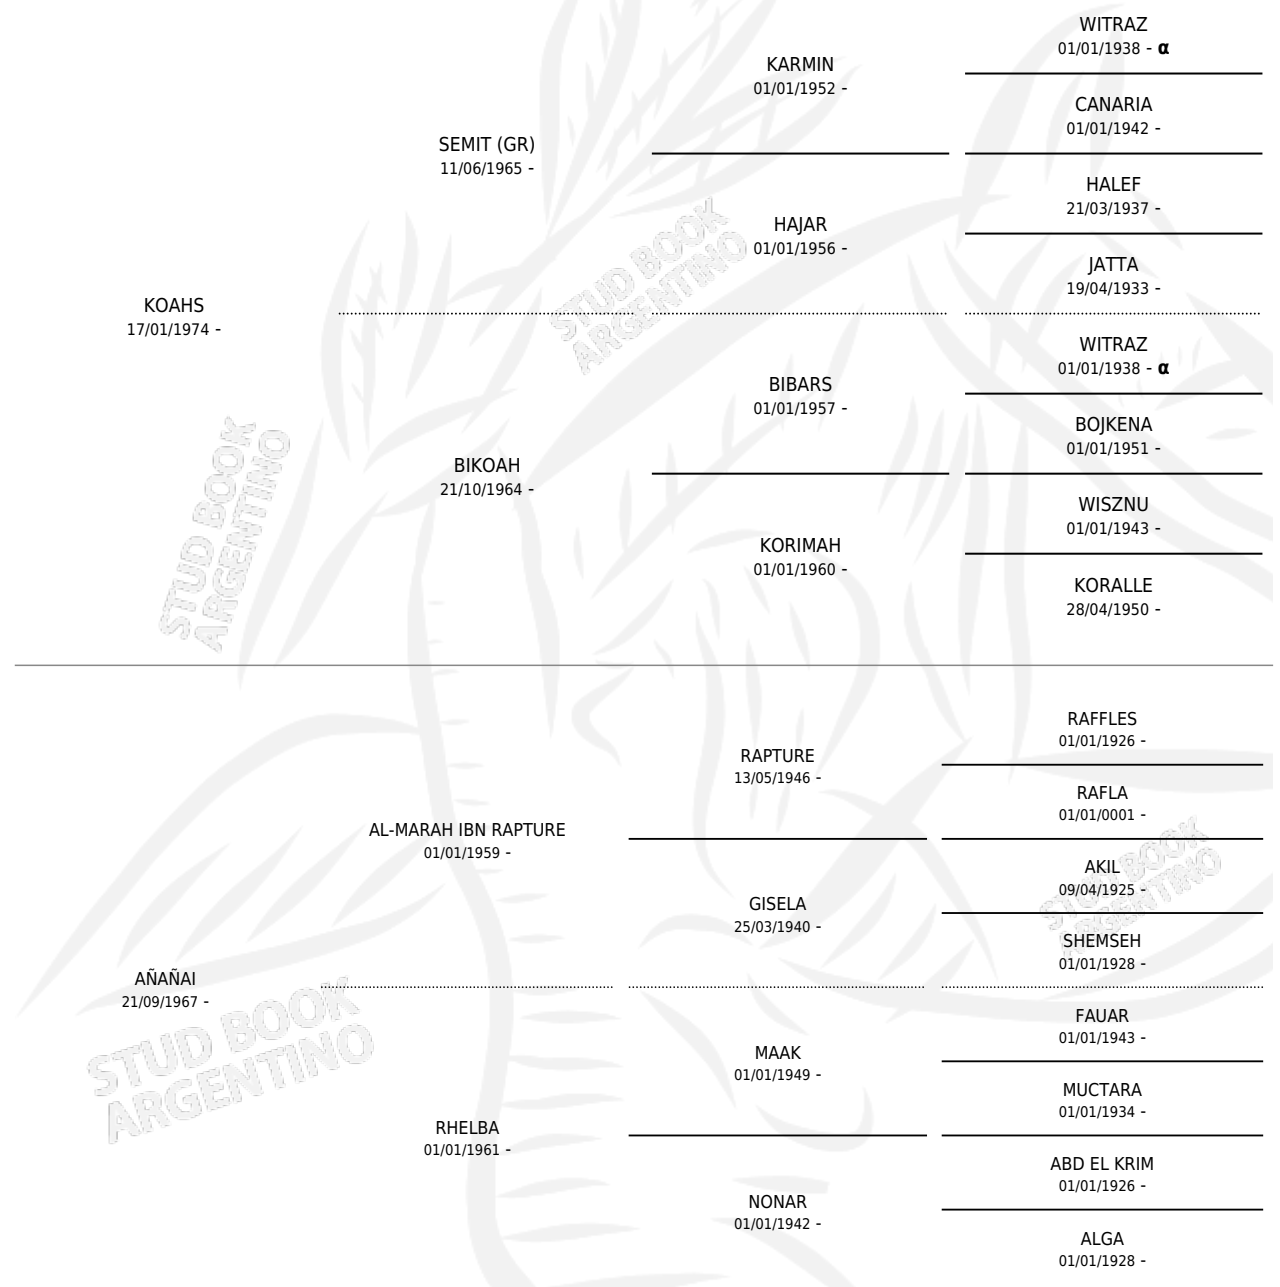 WITRAZ
01/01/1938 - α
KARMIN
01/01/1952 -
CANARIA
01/01/1942 -
SEMIT (GR)
11/06/1965 -
HALEF
21/03/1937 -
HAJAR
01/01/1956 -
JATTA
19/04/1933 -
KOAHS
17/01/1974 -
WITRAZ
01/01/1938 - α
BIBARS
01/01/1957 -
BOJKENA
01/01/1951 -
BIKOAH
21/10/1964 -
WISZNU
01/01/1943 -
KORIMAH
01/01/1960 -
KORALLE
28/04/1950 -
RAFFLES
01/01/1926 -
RAPTURE
13/05/1946 -
RAFLA
01/01/0001 -
AL-MARAH IBN RAPTURE
01/01/1959 -
AKIL
09/04/1925 -
GISELA
25/03/1940 -
SHEMSEH
01/01/1928 -
AÑAÑAI
21/09/1967 -
FAUAR
01/01/1943 -
MAAK
01/01/1949 -
MUCTARA
01/01/1934 -
RHELBA
01/01/1961 -
ABD EL KRIM
01/01/1926 -
NONAR
01/01/1942 -
ALGA
01/01/1928 -
STUD BOOK
ARGENTINO
STUD BOOK
ARGENTINO
STUD BOOK
ARGENTINO
STUD BOOK
ARGENTINO